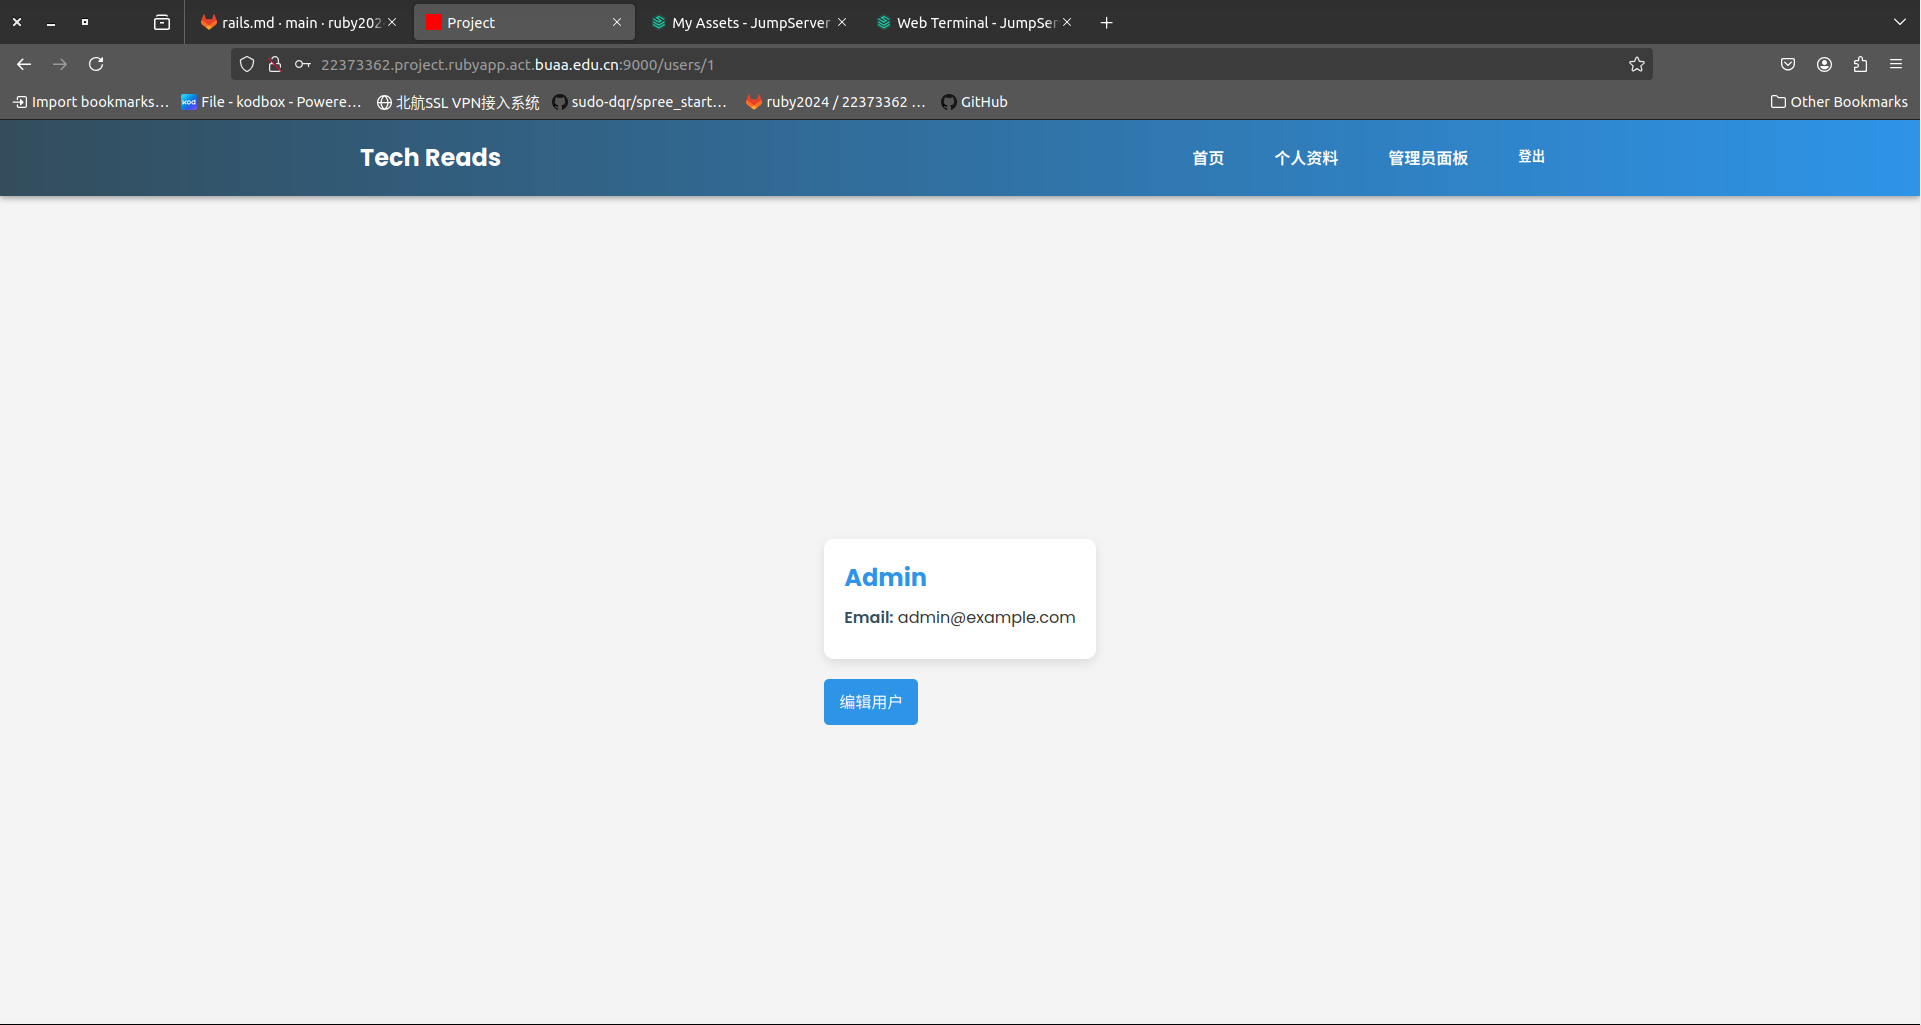 rails.md · main · ruby202
Project
My Assets - JumpServer
Web Terminal - JumpSer
22373362.project.rubyapp.act.buaa.edu.cn:9000/users/1
Import bookmarks...
File - kodbox - Powere...
北航SSL VPN接入系统
sudo-dqr/spree_start...
ruby2024 / 22373362 ...
GitHub
Other Bookmarks
Tech Reads
首页
个人资料
管理员面板
登出
Admin
Email: admin@example.com
编辑用户